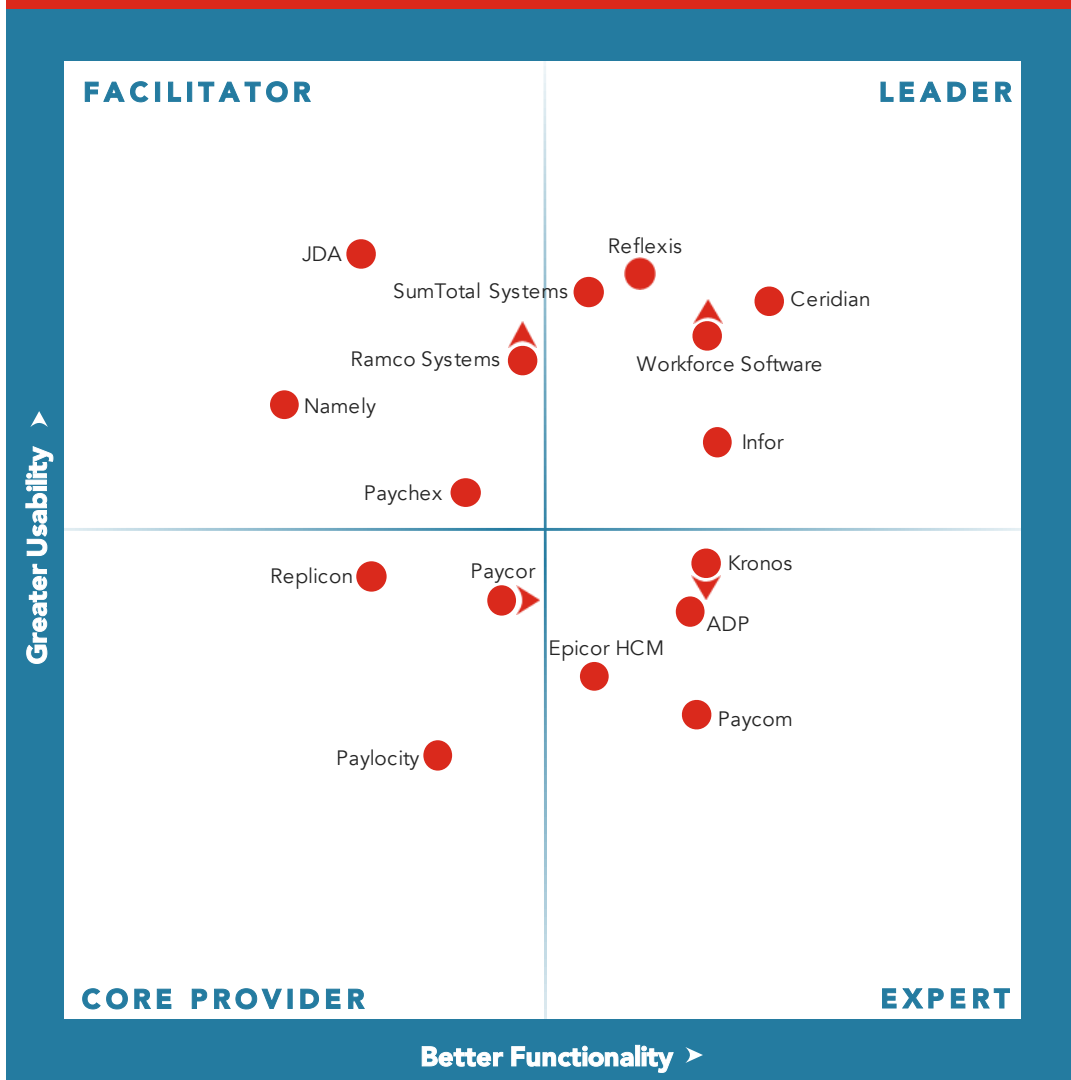 FACILITATOR
LEADER
Reflexis
JDA
SumTotal Systems
Ceridian
Ramco Systems
Workforce Software
Namely
Infor
Paychex
Greater Usability
Kronos
Replicon
Paycor
ADP
Epicor HCM
Paycom
Paylocity
CORE PROVIDER
EXPERT
Better Functionality